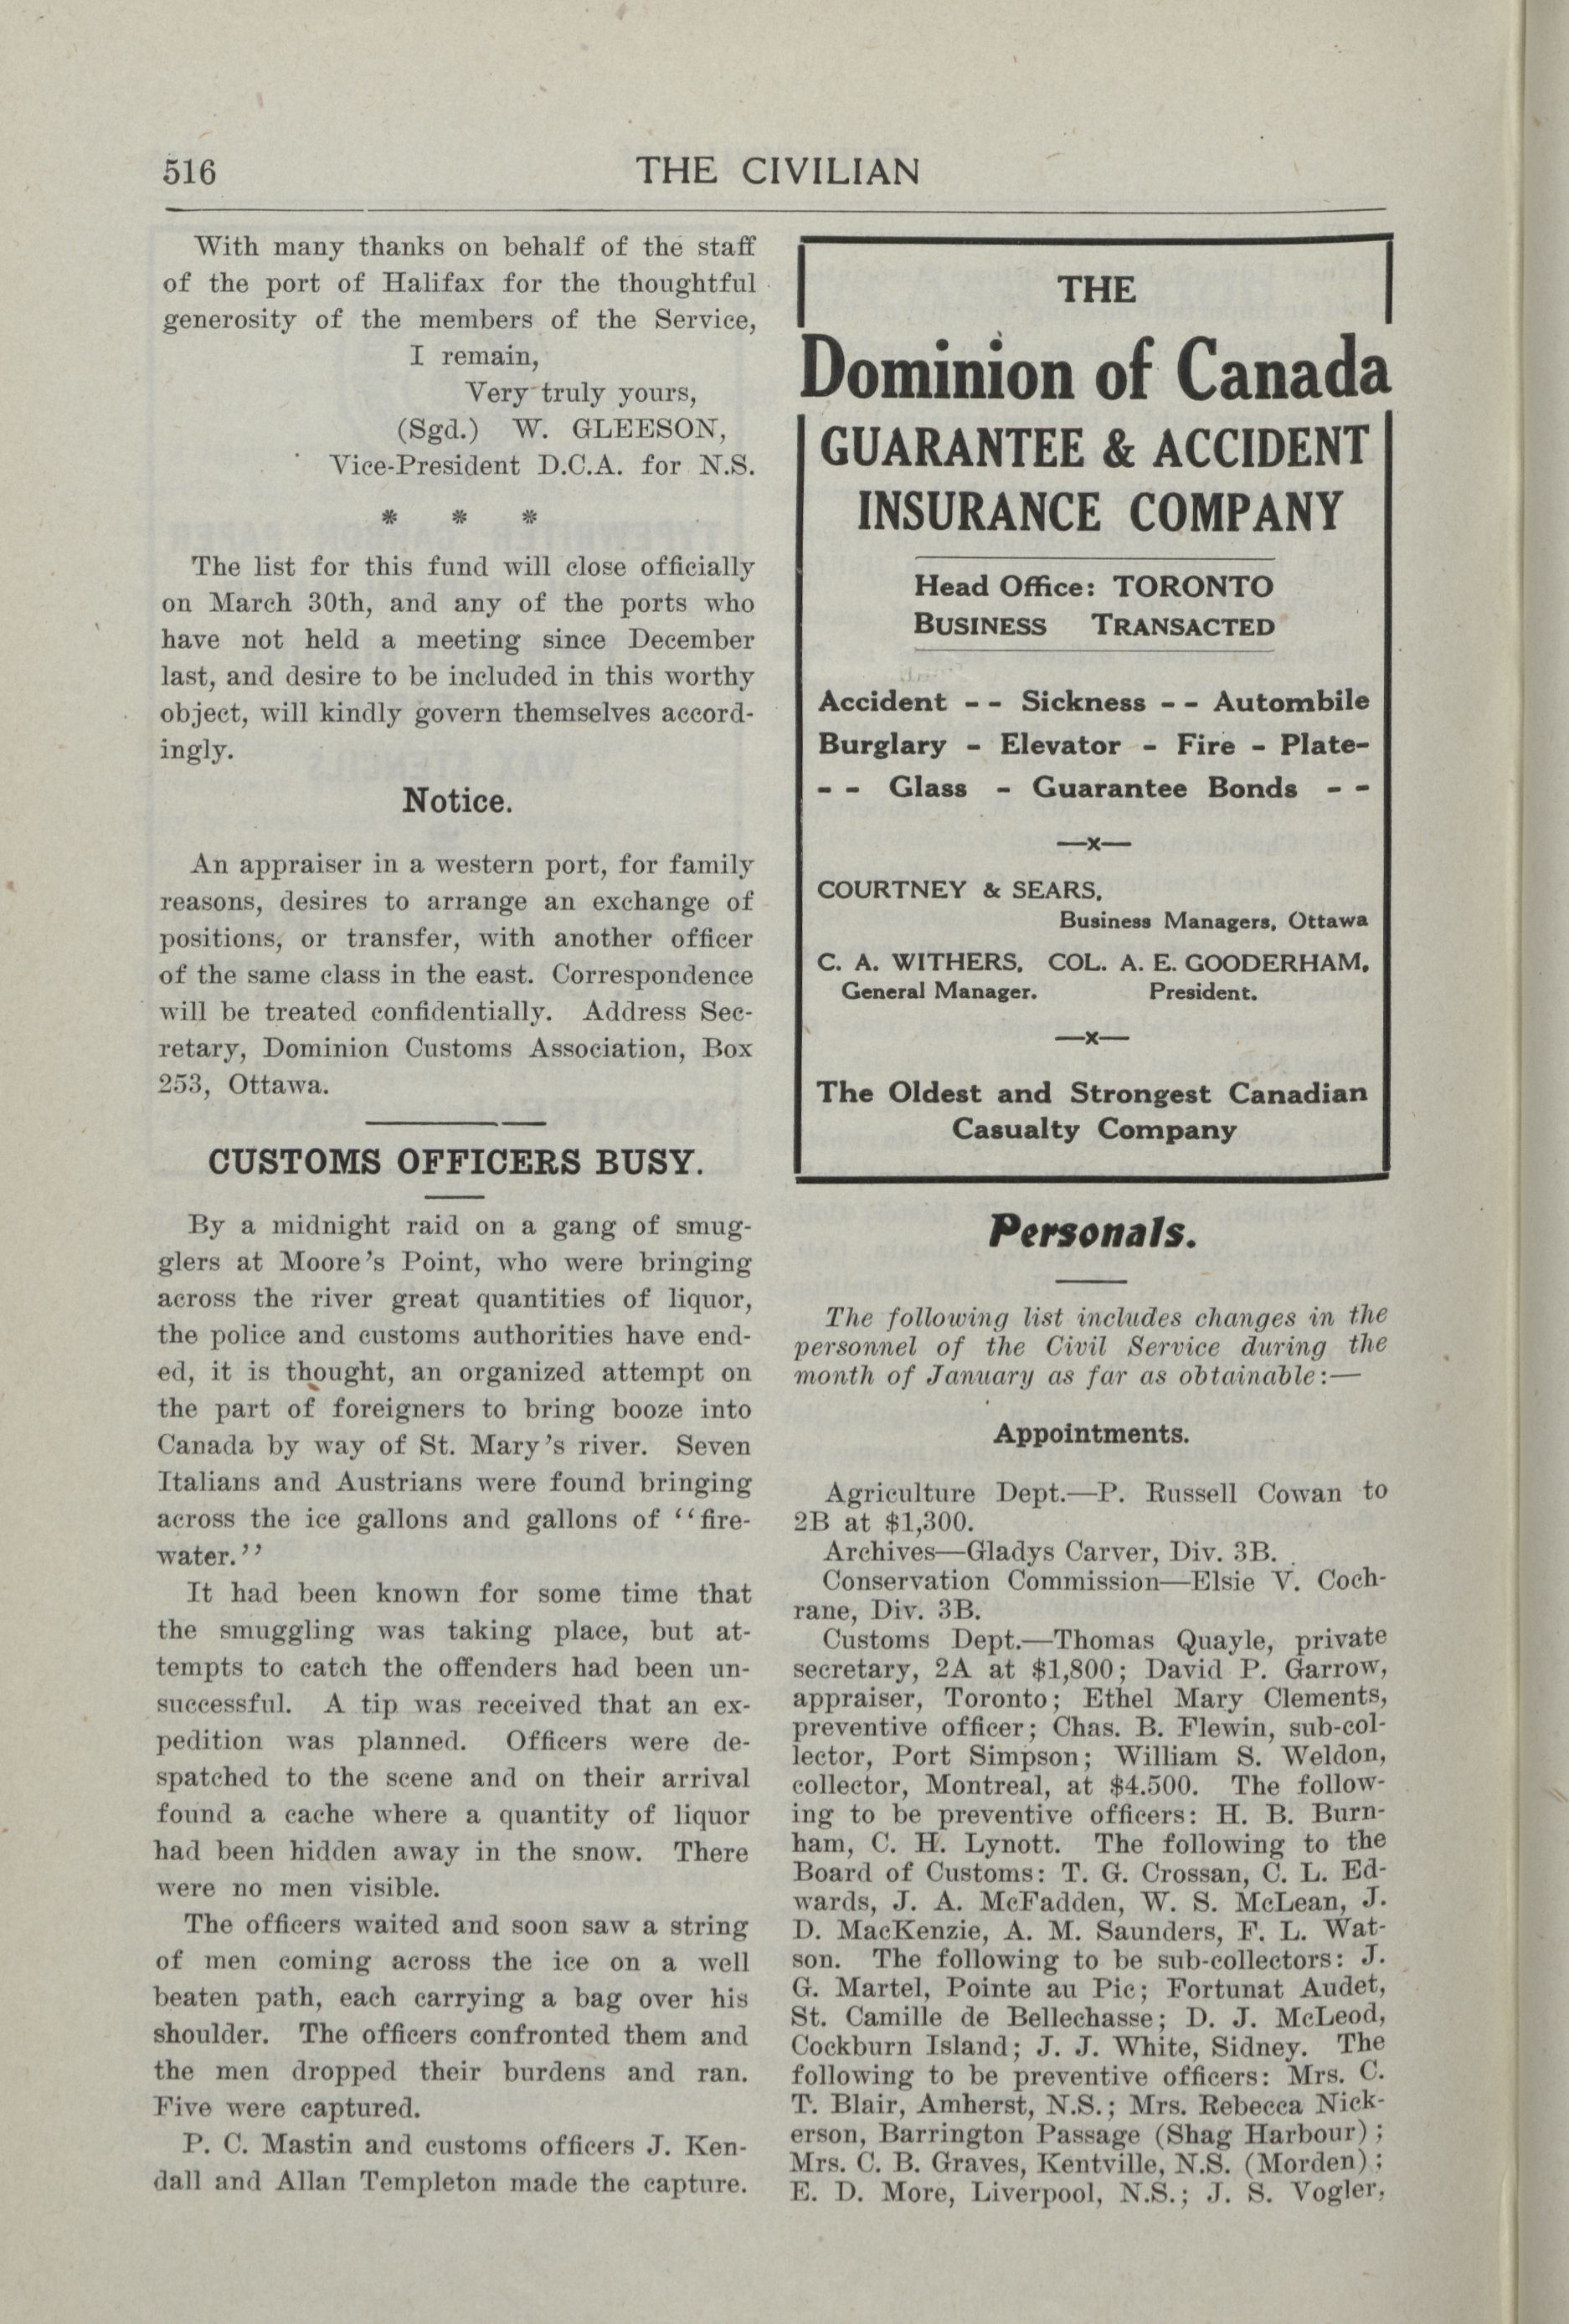 516
THE CIVILIAN
With many thanks on behalf of the staff
of the port of Halifax for the thoughtful
generosity of the members of the Service,
I remain,
Very truly yours,
(Sgd.) W. GLEESON,
Vice-President D.C.A. for N.S.
* * *
The list for this fund will close officially
on March 30th, and any of the ports who
have not held a meeting since December
last, and desire to be included in this worthy
object, will kindly govern themselves accord-
ingly.
Notice.
An appraiser in a western port, for family
reasons, desires to arrange an exchange of
positions, or transfer, with another officer
of the same class in the east. Correspondence
will be treated confidentially. Address Sec-
retary, Dominion Customs Association, Box
253, Ottawa.
CUSTOMS OFFICERS BUSY.
By a midnight raid on a gang of smug-
glers at Moore's Point, who were bringing
across the river great quantities of liquor,
the police and customs authorities have end-
ed, it is thought, an organized attempt on
the part of foreigners to bring booze into
Canada by way of St. Mary's river. Seven
Italians and Austrians were found bringing
across the ice gallons and gallons of "fire-
water."
It had been known for some time that
the smuggling was taking place, but at-
tempts to catch the offenders had been un-
successful. A tip was received that an ex-
pedition was planned. Officers were de-
spatched to the scene and on their arrival
found a cache where a quantity of liquor
had been hidden away in the snow. There
were no men visible.
The officers waited and soon saw a string
of men coming across the ice on a well
beaten path, each carrying a bag over his
shoulder. The officers confronted them and
the men dropped their burdens and ran.
Five were captured.
P. C. Mastin and customs officers J. Ken-
dall and Allan Templeton made the capture.
THE
Dominion of Canada
GUARANTEE & ACCIDENT
INSURANCE COMPANY
Head Office: TORONTO
BUSINESS TRANSACTED
Accident - - Sickness - - Autombile
Burglary - Elevator - Fire - Plate-
- - Glass - Guarantee Bonds - -
—x—
COURTNEY & SEARS,
Business Managers, Ottawa
C. A. WITHERS, COL. A. E. GOODERHAM,
General Manager. President.
—x—
The Oldest and Strongest Canadian
Casualty Company
Personals.
The following list includes changes in the
personnel of the Civil Service during the
month of January as far as obtainable:—
Appointments.
Agriculture Dept.—P. Russell Cowan to
2B at $1,300.
Archives—Gladys Carver, Div. 3B.
Conservation Commission—Elsie V. Coch-
rane, Div. 3B.
Customs Dept.—Thomas Quayle, private
secretary, 2A at $1,800; David P. Garrow,
appraiser, Toronto; Ethel Mary Clements,
preventive officer; Chas. B. Flewin, sub-col-
lector, Port Simpson; William S. Weldon,
collector, Montreal, at $4.500. The follow-
ing to be preventive officers: H. B. Burn-
ham, C. H. Lynott. The following to the
Board of Customs: T. G. Crossan, C. L. Ed-
wards, J. A. McFadden, W. S. McLean, J.
D. MacKenzie, A. M. Saunders, F. L. Wat-
son. The following to be sub-collectors: J.
G. Martel, Pointe au Pic; Fortunat Audet,
St. Camille de Bellechasse; D. J. McLeod,
Cockburn Island; J. J. White, Sidney. The
following to be preventive officers: Mrs. C.
T. Blair, Amherst, N.S.; Mrs. Rebecca Nick-
erson, Barrington Passage (Shag Harbour);
Mrs. C. B. Graves, Kentville, N.S. (Morden);
E. D. More, Liverpool, N.S.; J. S. Vogler,